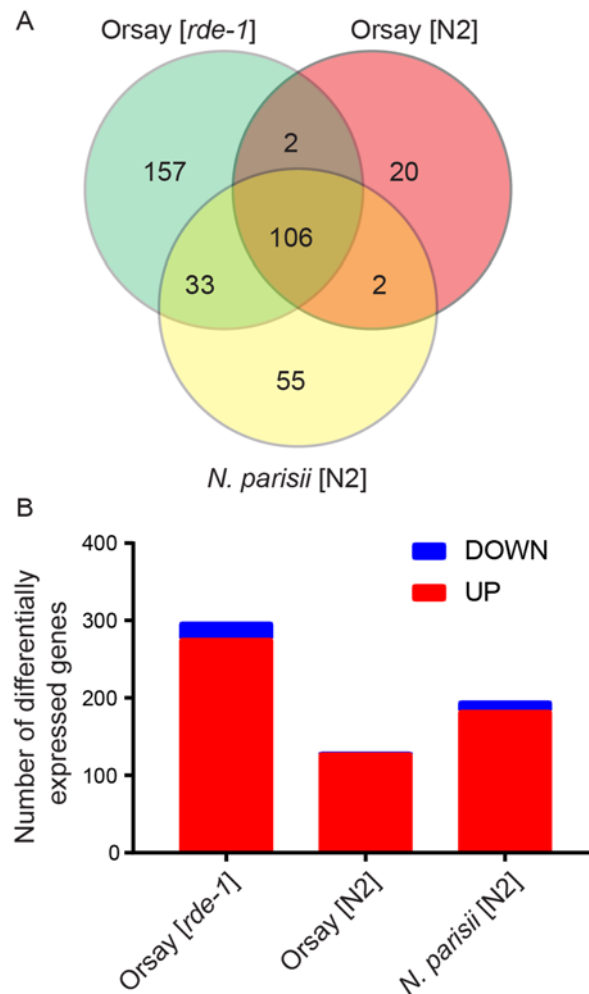 A
Orsay [rde-1]
Orsay [N2]
157
2
20
106
33
2
55
N. parisii [N2]
B
Number of differentially
expressed genes
400
300
200
100
0
DOWN
UP
Orsay [rde-1]
Orsay [N2]
N. parisii [N2]